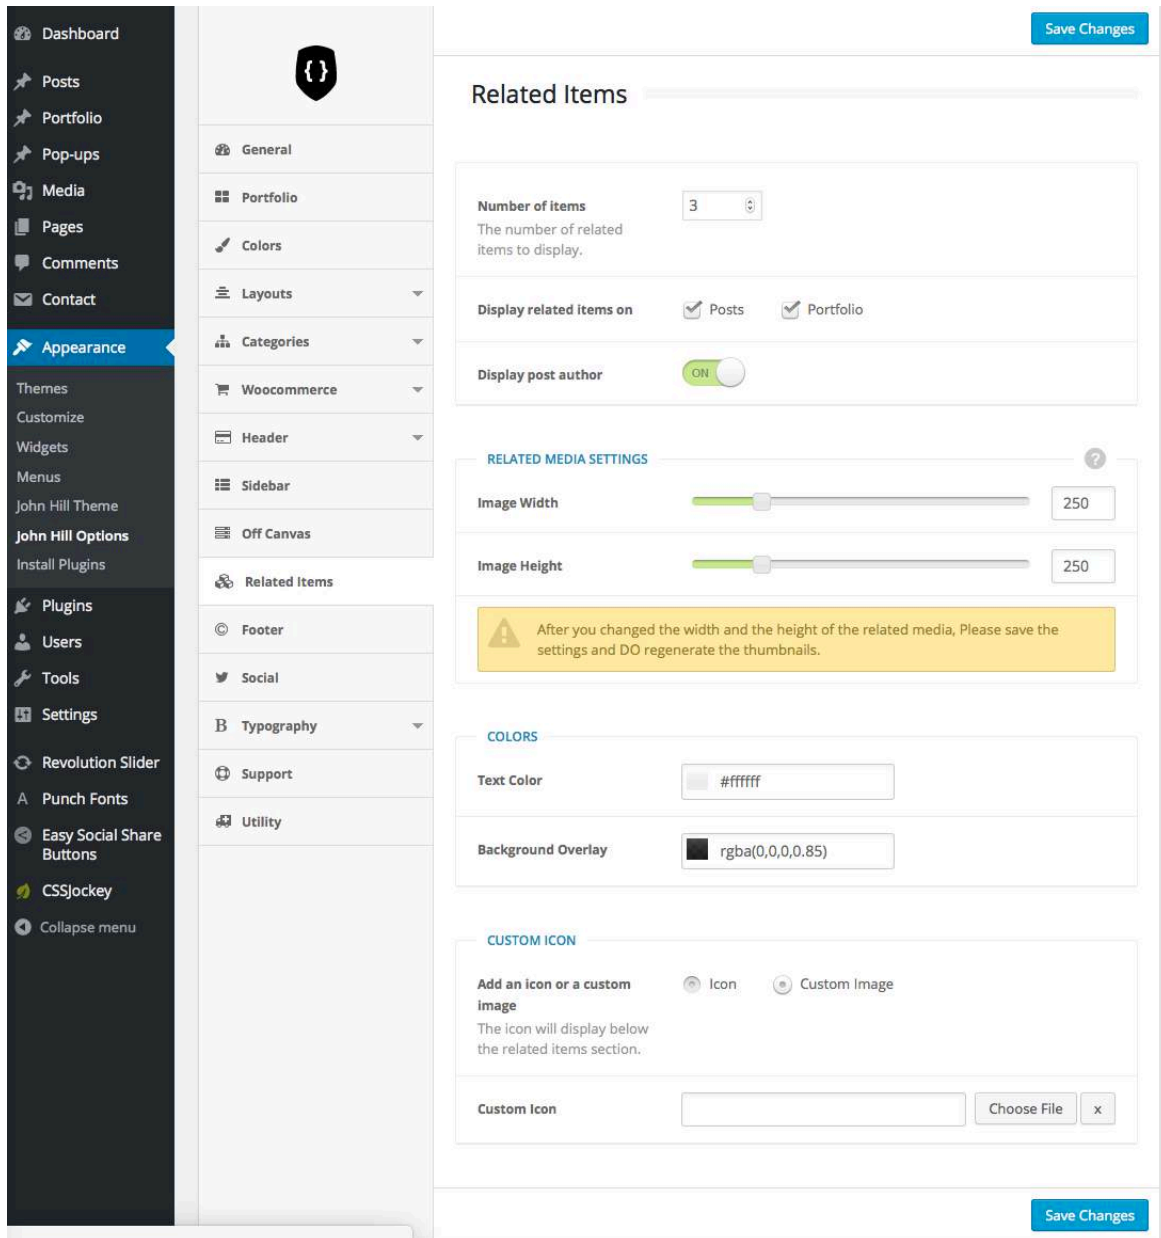 Dashboard
Posts
Portfolio
Pop-ups
Media
Pages
Comments
Contact
Appearance
Themes
Customize
Widgets
Menus
John Hill Theme
John Hill Options
Install Plugins
Plugins
Users
Tools
Settings
Revolution Slider
A Punch Fonts
Easy Social Share
Buttons
CSSJockey
Collapse menu
{}
General
Portfolio
Colors
Layouts
Categories
Woocommerce
Header
Sidebar
Off Canvas
Related Items
© Footer
Social
B Typography
Support
Utility
Save Changes
Related Items
Number of items
The number of related
items to display.
3
Display related items on
Posts
Portfolio
Display post author
ON
RELATED MEDIA SETTINGS
?
Image Width
250
Image Height
250
After you changed the width and the height of the related media, Please save the
settings and DO regenerate the thumbnails.
COLORS
Text Color
#ffffff
Background Overlay
rgba(0,0,0,0.85)
CUSTOM ICON
Add an icon or a custom
image
The icon will display below
the related items section.
Icon
Custom Image
Custom Icon
Choose File
x
Save Changes